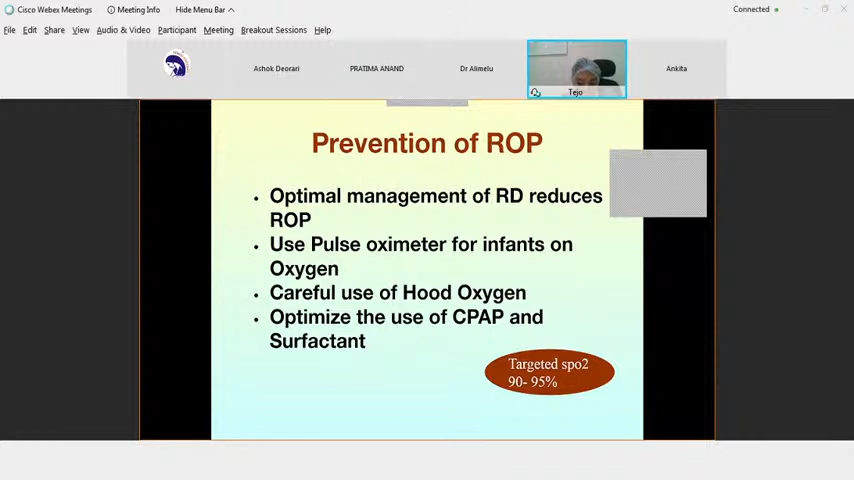 Cisco Webex Meetings
Meeting Info
Hide Menu Bar
Connected
File Edit Share View Audio & Video Participant Meeting Breakout Sessions Help
Ashok Deorari
PRATIMA ANAND
Dr Alimelu
Tejo
Ankita
Prevention of ROP
• Optimal management of RD reduces
ROP
• Use Pulse oximeter for infants on
Oxygen
• Careful use of Hood Oxygen
• Optimize the use of CPAP and
Surfactant
Targeted spo2
90- 95%